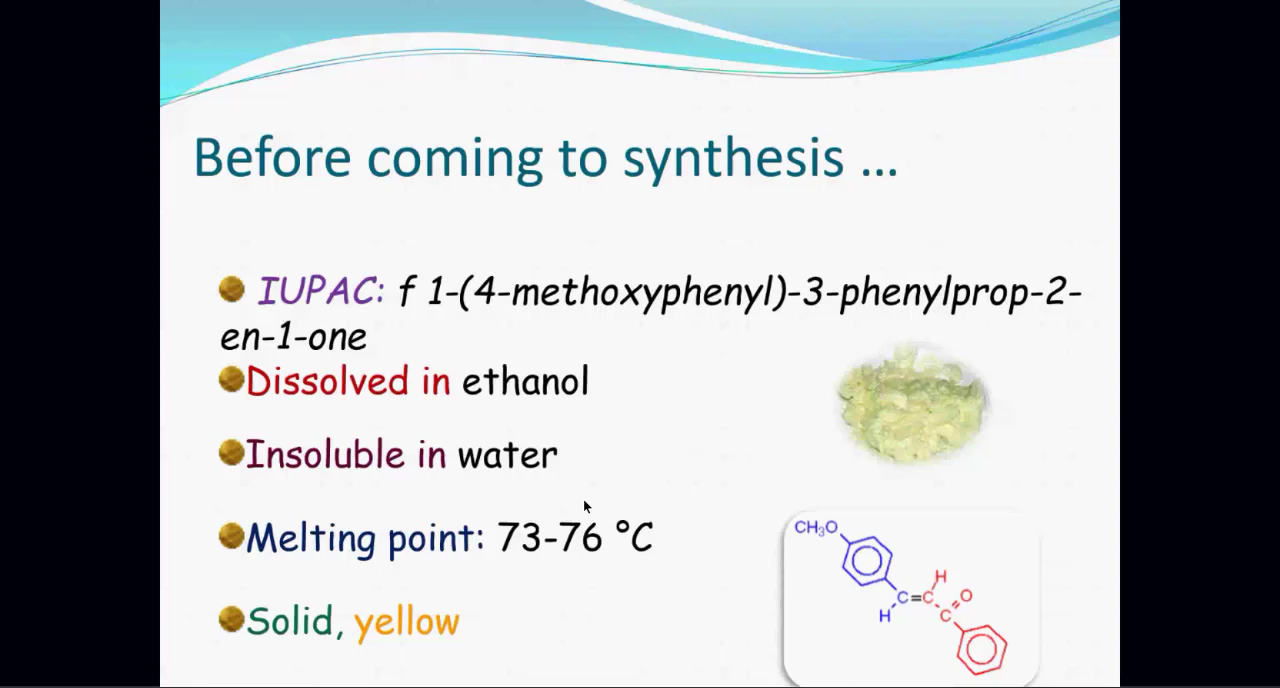 Before coming to synthesis ...
IUPAC: f 1-(4-methoxyphenyl)-3-phenylprop-2-
en-1-one
Dissolved in ethanol
Insoluble in water
Melting point: 73-76 °C
Solid, yellow
CH₃O
H
C=C
O
H
C